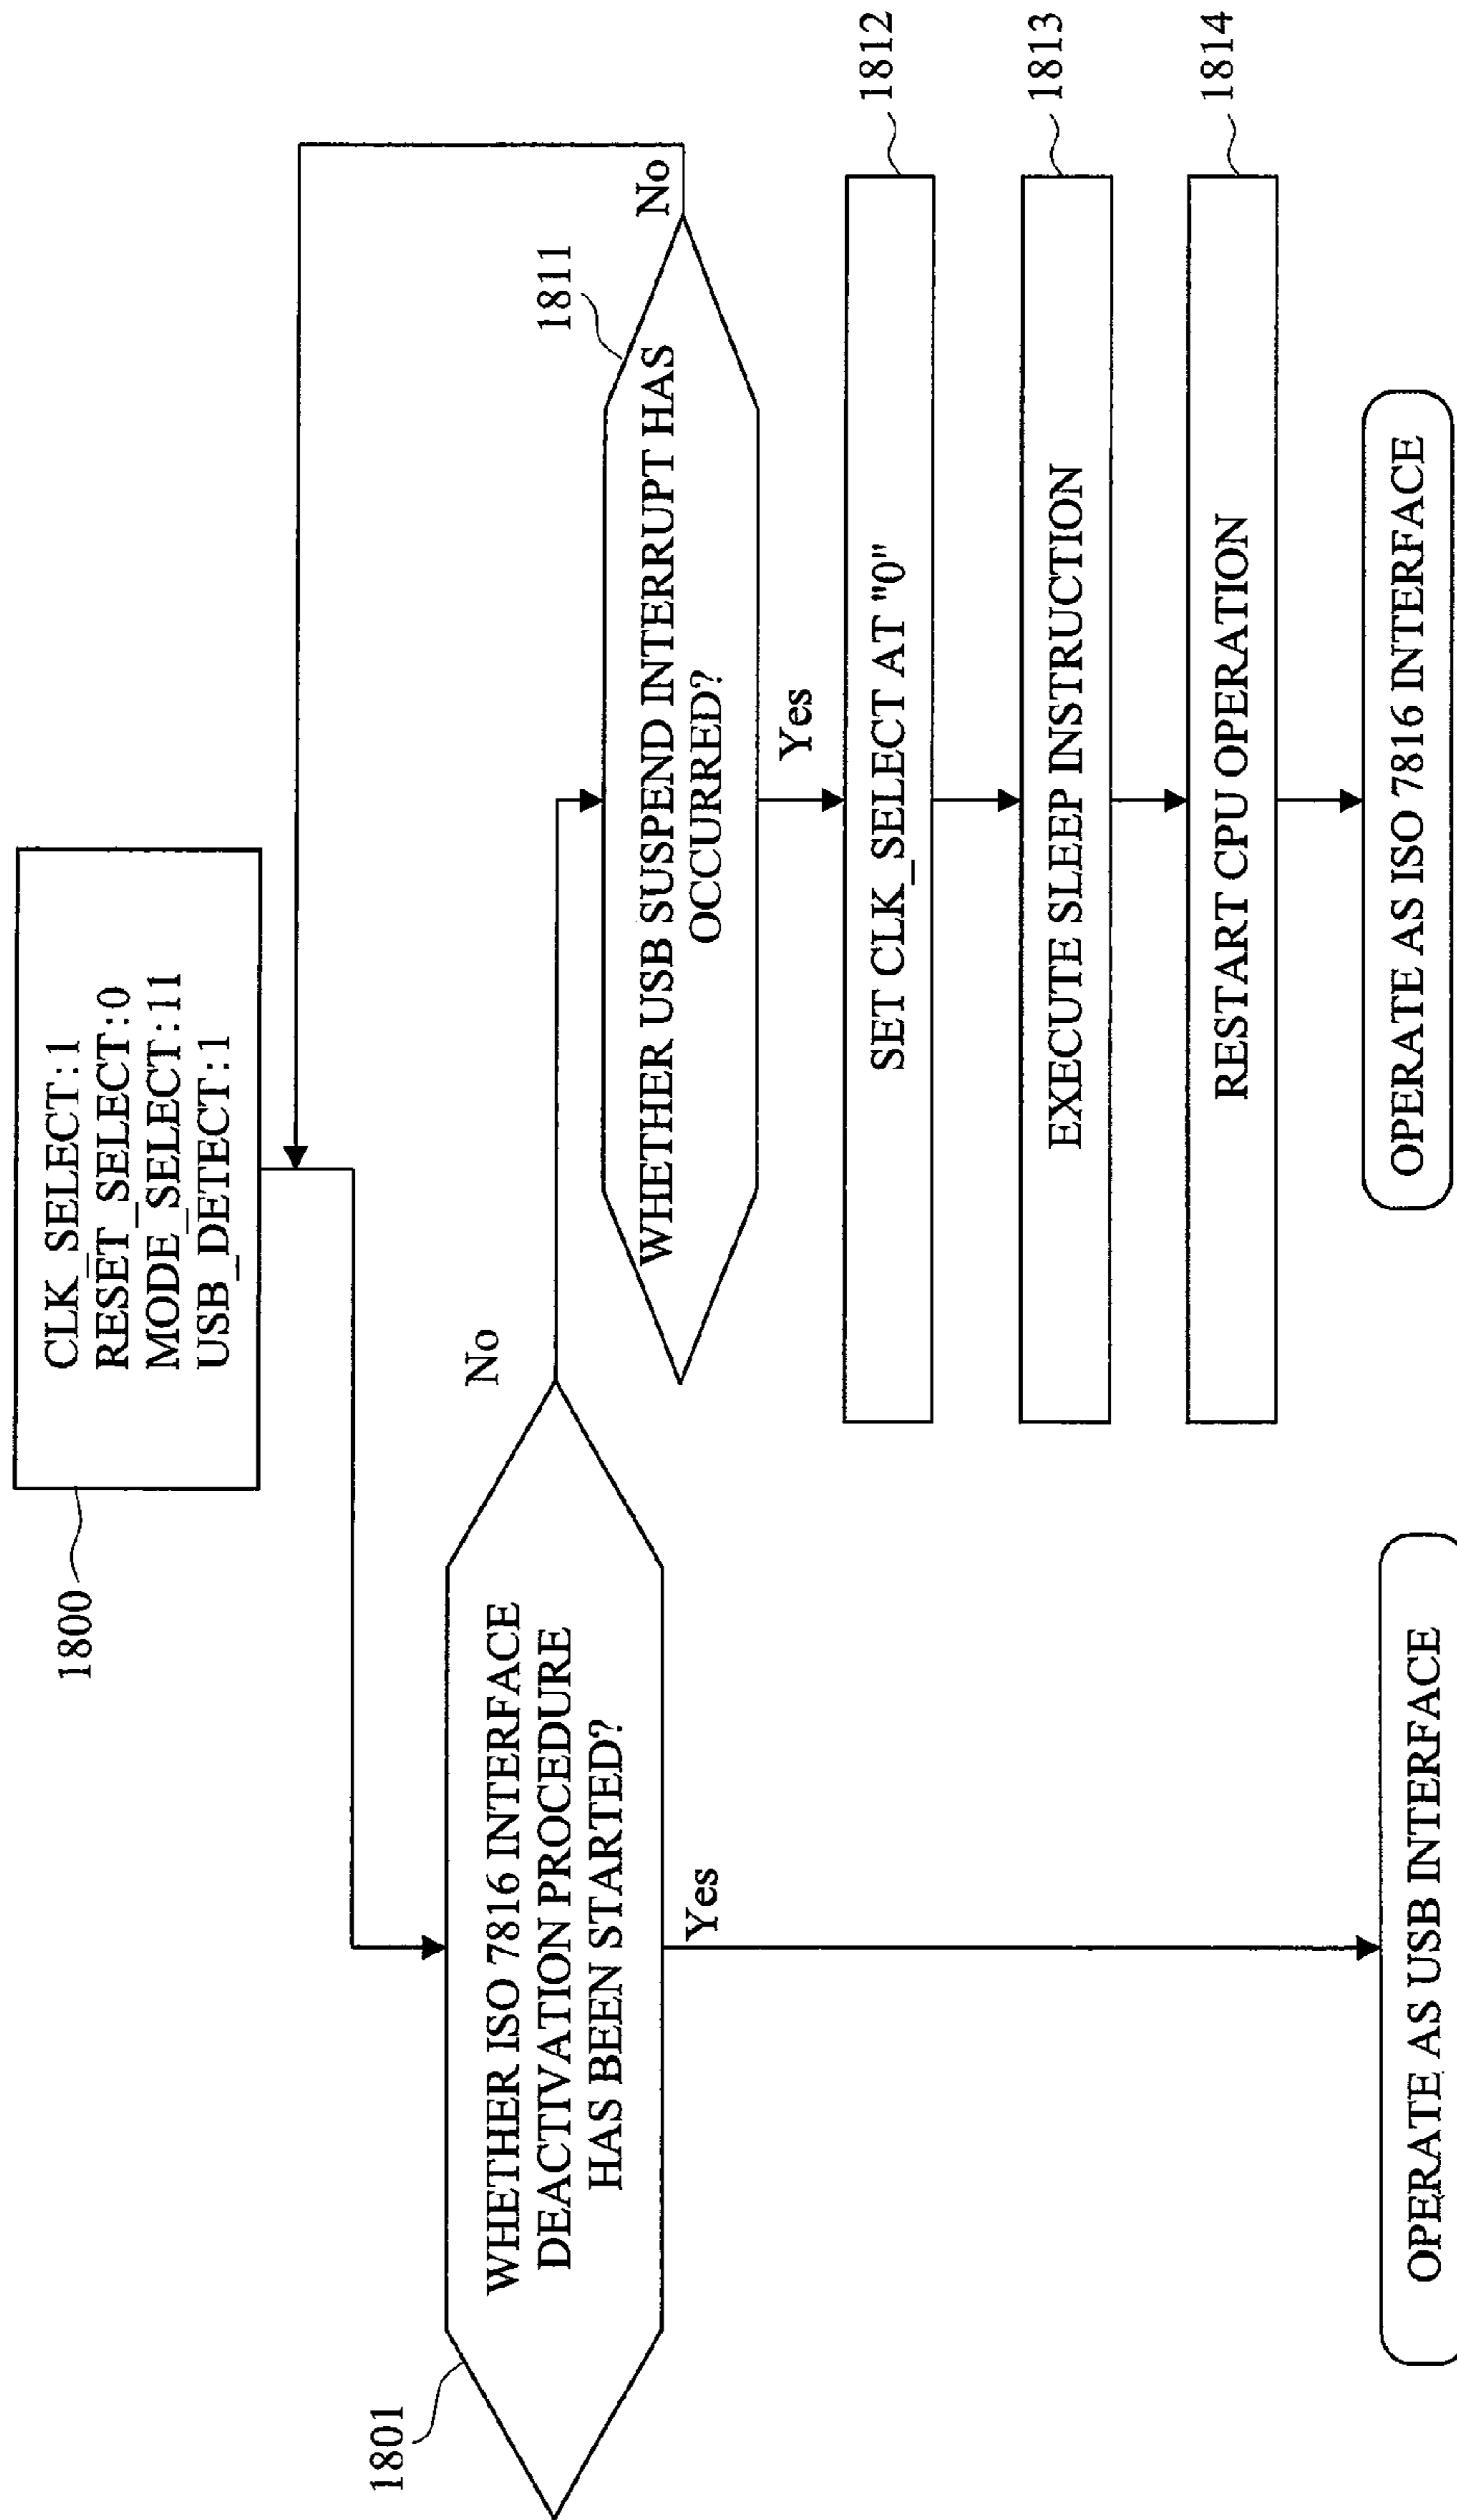 1800
CLK_SELECT:1
RESET_SELECT:0
MODE_SELECT:11
USB_DETECT:1
1801
WHETHER ISO 7816 INTERFACE
DEACTIVATION PROCEDURE
HAS BEEN STARTED?
No
Yes
OPERATE AS USB INTERFACE
1811
WHETHER USB SUSPEND INTERRUPT HAS
OCCURRED?
No
Yes
1812
SET CLK_SELECT AT "0"
1813
EXECUTE SLEEP INSTRUCTION
1814
RESTART CPU OPERATION
OPERATE AS ISO 7816 INTERFACE